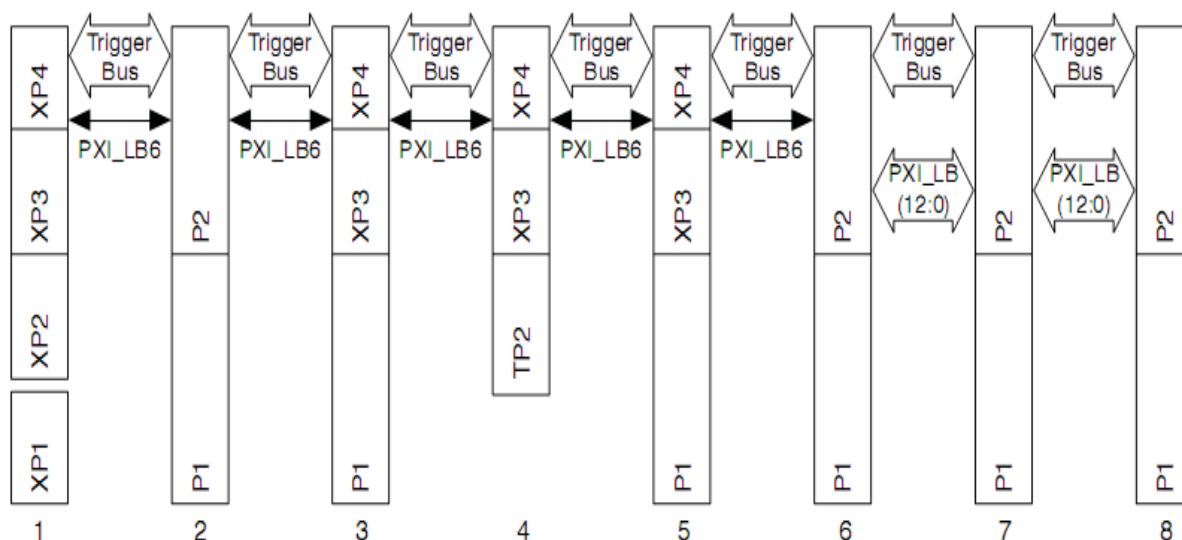 Trigger Bus
Trigger Bus
Trigger Bus
Trigger Bus
Trigger Bus
Trigger Bus
Trigger Bus
XP4
XP4
XP4
XP4
PXI_LB6
PXI_LB6
PXI_LB6
PXI_LB6
PXI_LB6
PXI_LB
(12:0)
PXI_LB
(12:0)
XP3
P2
XP3
XP3
XP3
P2
P2
P2
XP2
TP2
XP1
P1
P1
P1
P1
P1
P1
1
2
3
4
5
6
7
8